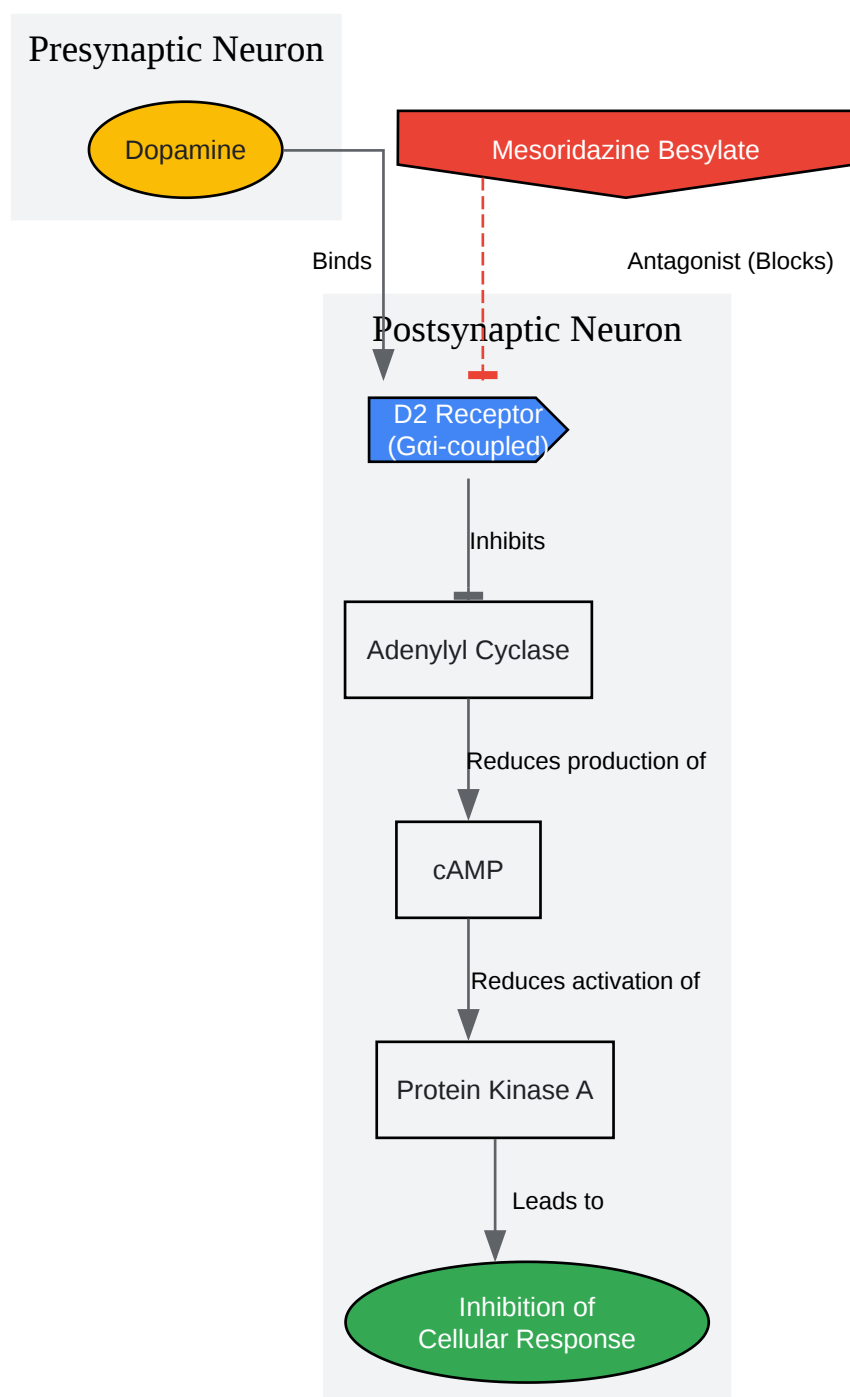 Presynaptic Neuron
Dopamine
Mesoridazine Besylate
Binds
Antagonist (Blocks)
Postsynaptic Neuron
D2 Receptor
(Gαi-coupled)
Inhibits
Adenylyl Cyclase
Reduces production of
cAMP
Reduces activation of
Protein Kinase A
Leads to
Inhibition of
Cellular Response